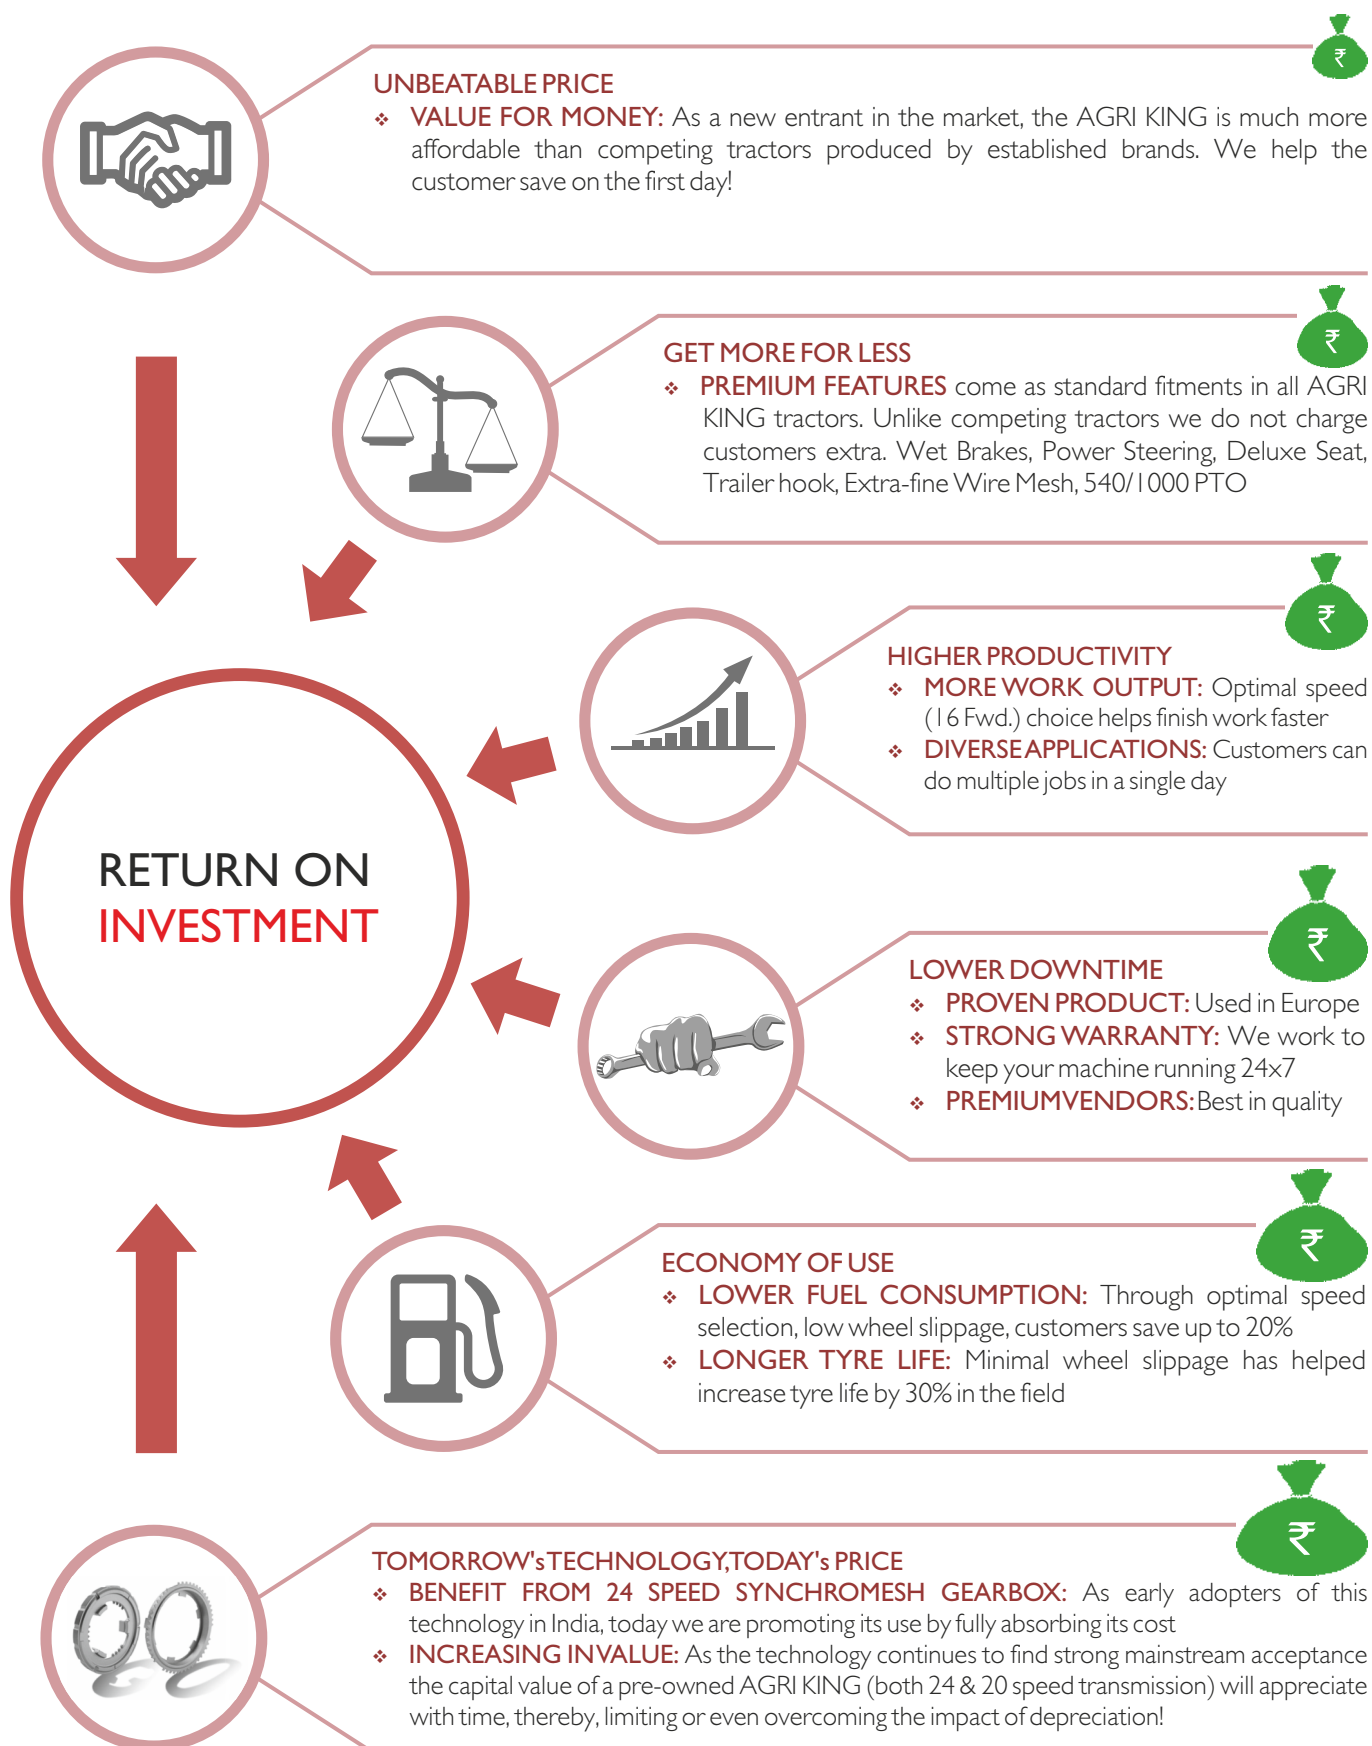 ₹
UNBEATABLE PRICE
❖ VALUE FOR MONEY: As a new entrant in the market, the AGRI KING is much more
affordable than competing tractors produced by established brands. We help the
customer save on the first day!
₹
GET MORE FOR LESS
❖ PREMIUM FEATURES come as standard fitments in all AGRI
KING tractors. Unlike competing tractors we do not charge
customers extra. Wet Brakes, Power Steering, Deluxe Seat,
Trailer hook, Extra-fine Wire Mesh, 540/1000 PTO
₹
HIGHER PRODUCTIVITY
❖ MORE WORK OUTPUT: Optimal speed
(16 Fwd.) choice helps finish work faster
❖ DIVERSE APPLICATIONS: Customers can
do multiple jobs in a single day
RETURN ON
INVESTMENT
₹
LOWER DOWNTIME
❖ PROVEN PRODUCT: Used in Europe
❖ STRONG WARRANTY: We work to
keep your machine running 24x7
❖ PREMIUM VENDORS: Best in quality
₹
ECONOMY OF USE
❖ LOWER FUEL CONSUMPTION: Through optimal speed
selection, low wheel slippage, customers save up to 20%
❖ LONGER TYRE LIFE: Minimal wheel slippage has helped
increase tyre life by 30% in the field
₹
TOMORROW's TECHNOLOGY, TODAY's PRICE
❖ BENEFIT FROM 24 SPEED SYNCHROMESH GEARBOX: As early adopters of this
technology in India, today we are promoting its use by fully absorbing its cost
❖ INCREASING IN VALUE: As the technology continues to find strong mainstream acceptance
the capital value of a pre-owned AGRI KING (both 24 & 20 speed transmission) will appreciate
with time, thereby, limiting or even overcoming the impact of depreciation!